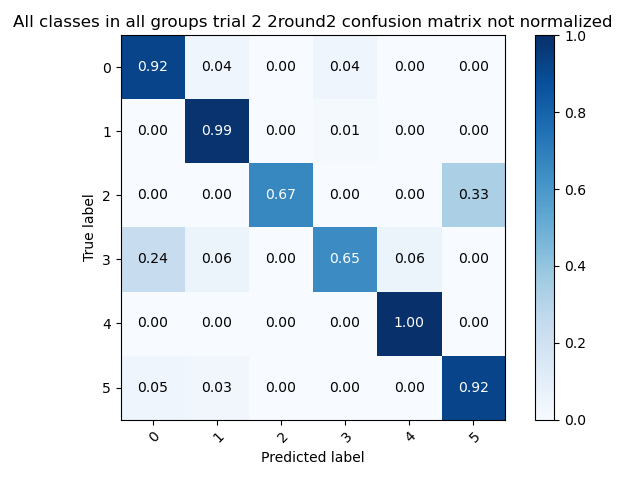 All classes in all groups trial 2 2round2 confusion matrix not normalized
0 0.92 0.04 0.00 0.04 0.00 0.00
1 0.00 0.99 0.00 0.01 0.00 0.00
2 0.00 0.00 0.67 0.00 0.00 0.33
3 0.24 0.06 0.00 0.65 0.06 0.00
4 0.00 0.00 0.00 0.00 1.00 0.00
5 0.05 0.03 0.00 0.00 0.00 0.92
0 1 2 3 4 5
True label
Predicted label
1.0
0.8
0.6
0.4
0.2
0.0